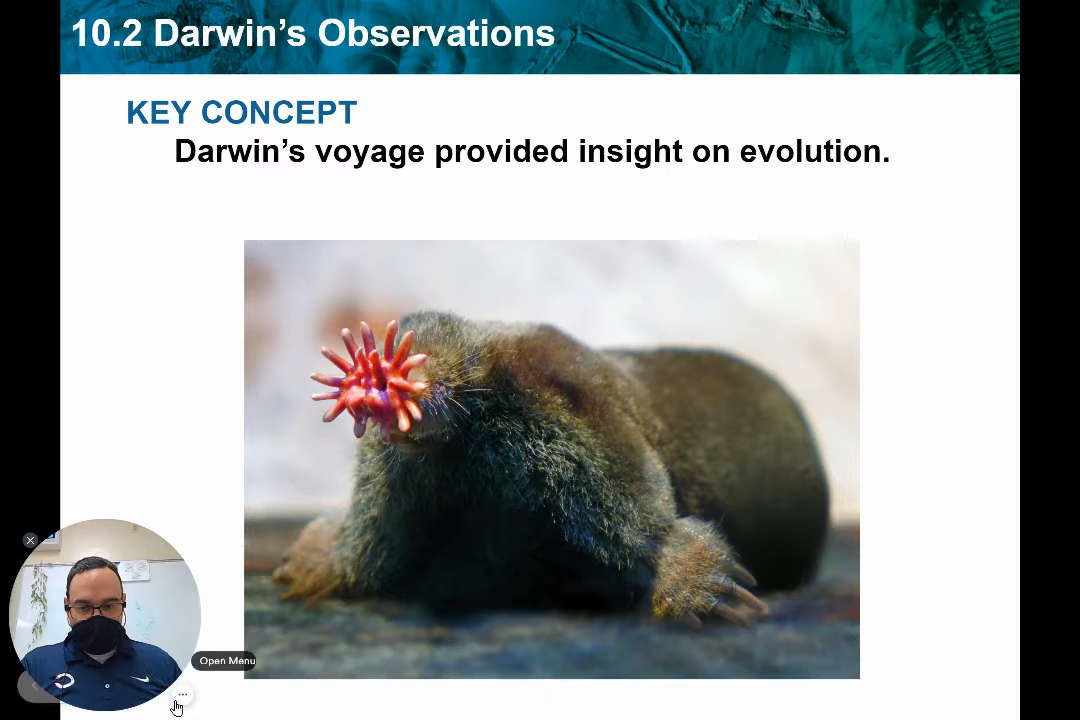 10.2 Darwin’s Observations
KEY CONCEPT
Darwin’s voyage provided insight on evolution.
Open Menu